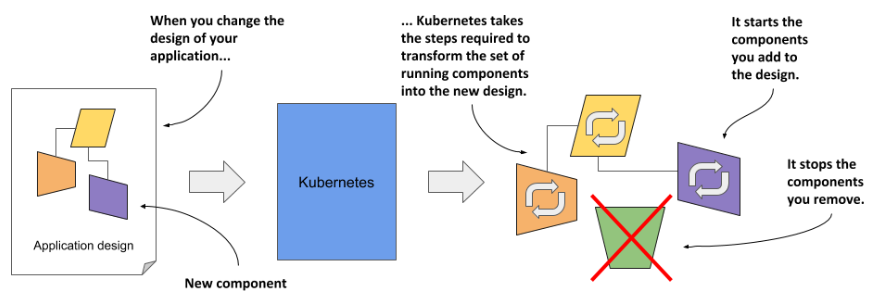 When you change the
design of your
application...
... Kubernetes takes
the steps required to
transform the set of
running components
into the new design.
It starts the
components
you add to
the design.
It stops the
components
you remove.
Kubernetes
Application design
New component